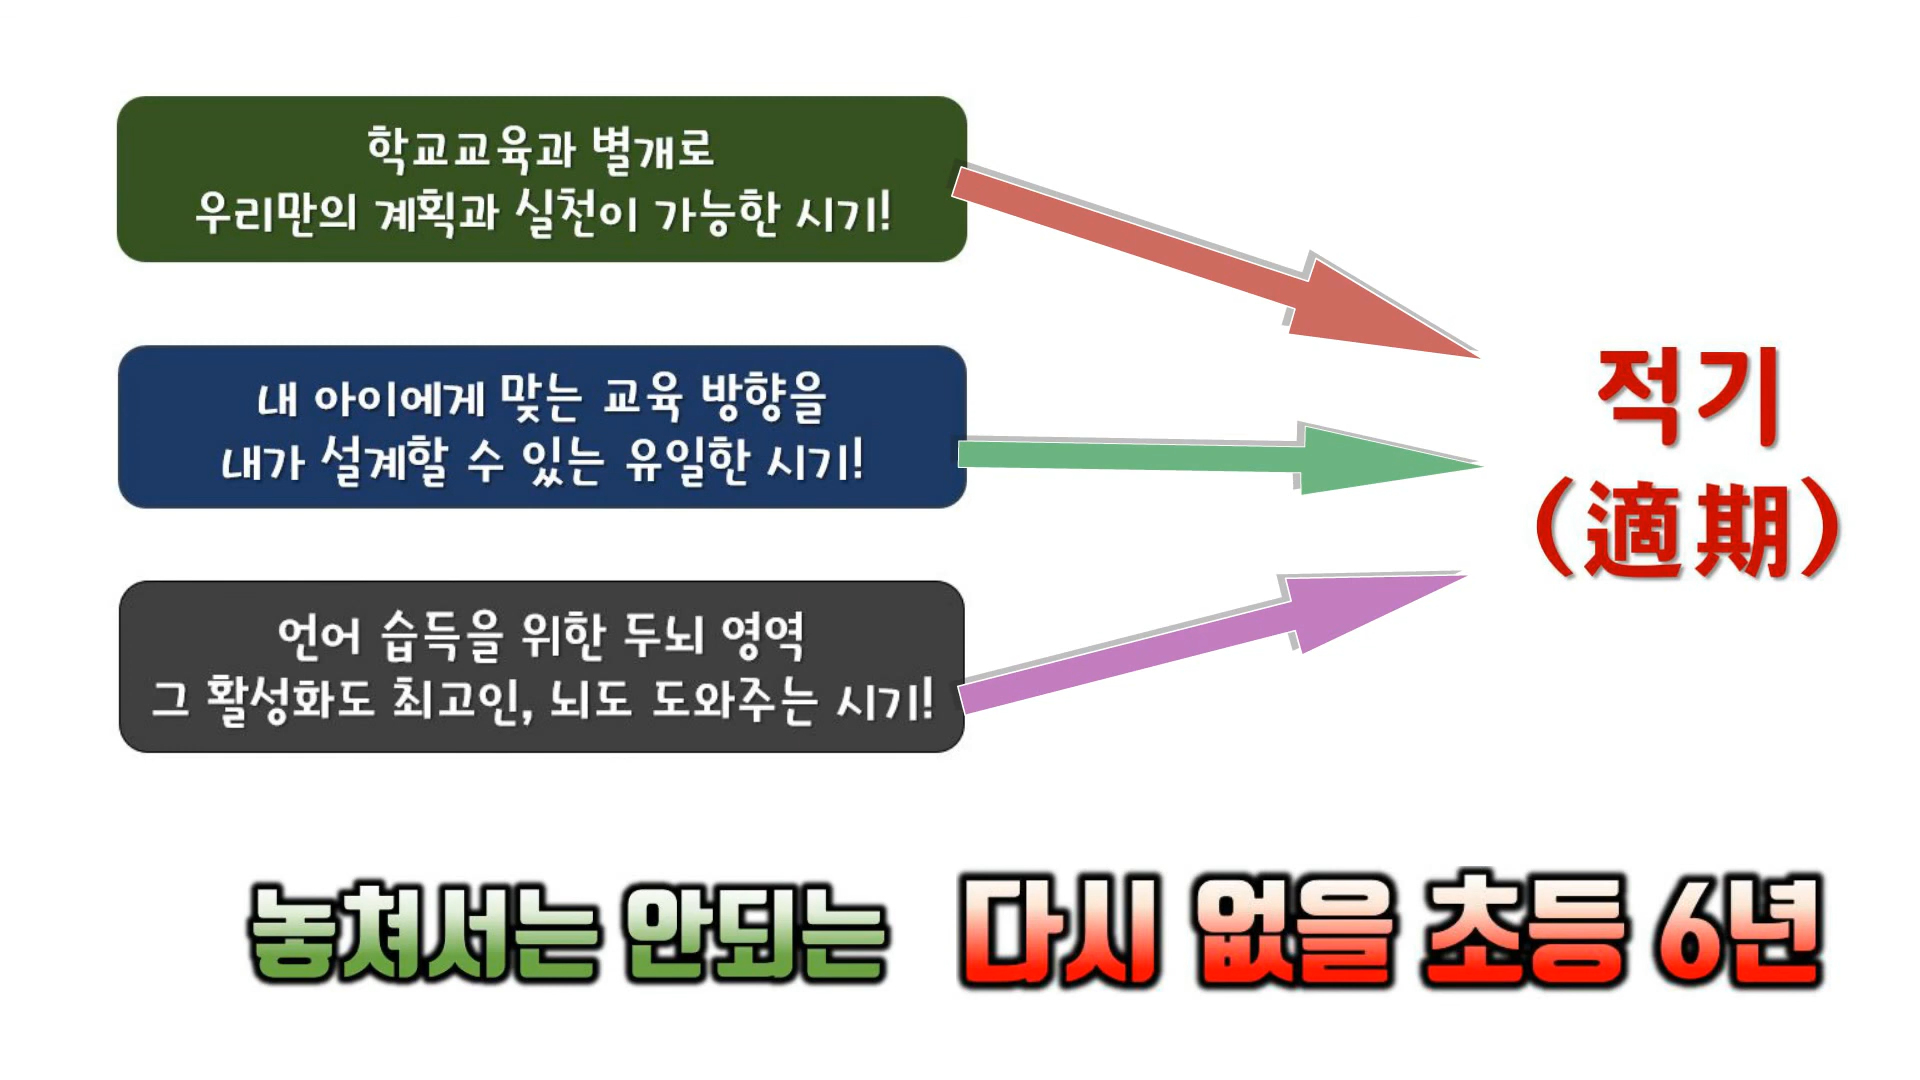 학교교육과 별개로
우리만의 계획과 실천이 가능한 시기!
내 아이에게 맞는 교육 방향을
내가 설계할 수 있는 유일한 시기!
언어 습득을 위한 두뇌 영역
그 활성화도 최고인, 뇌도 도와주는 시기!
적기
(適期)
놓쳐서는 안되는 다시 없을 초등 6년